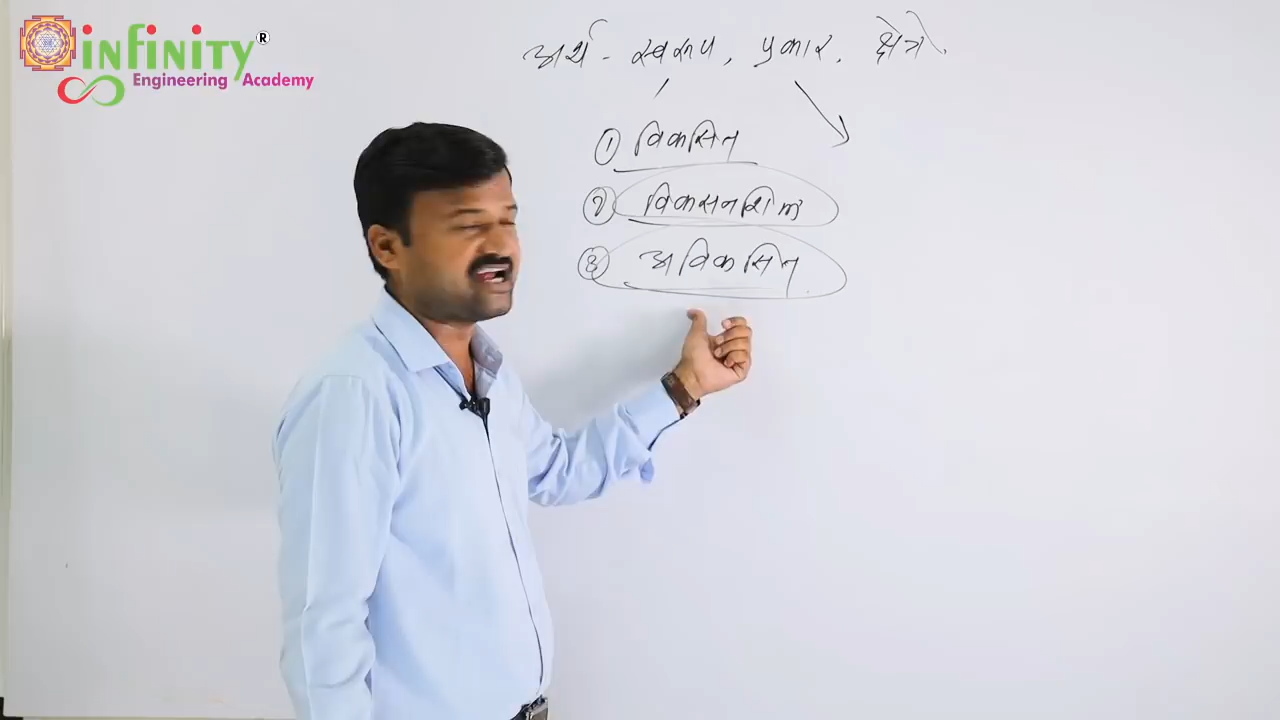 infinity®
Engineering Academy
अर्थ - स्वरूप, प्रकार, क्षेत्रे.
① विकसित
② विकसनशिल
③ अविकसित